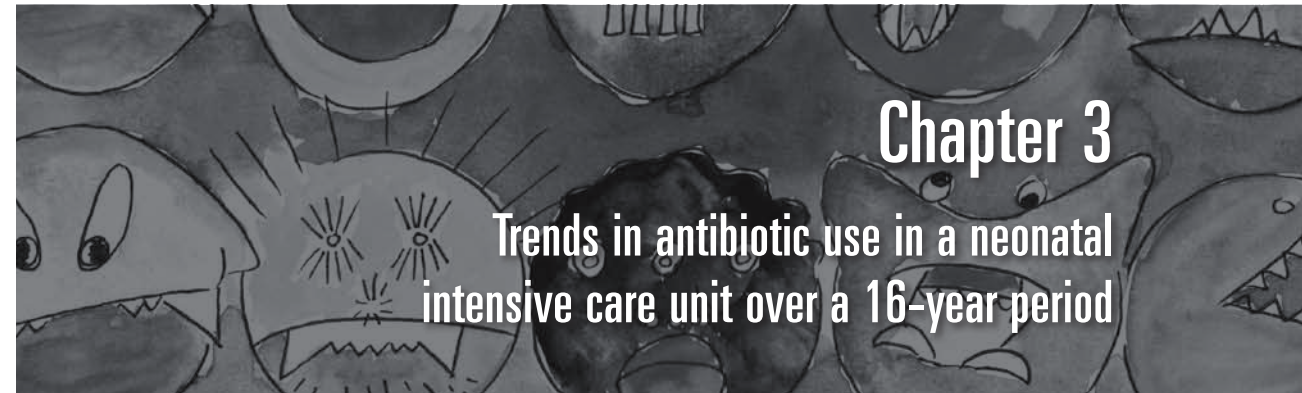 Chapter 3
Trends in antibiotic use in a neonatal
intensive care unit over a 16-year period